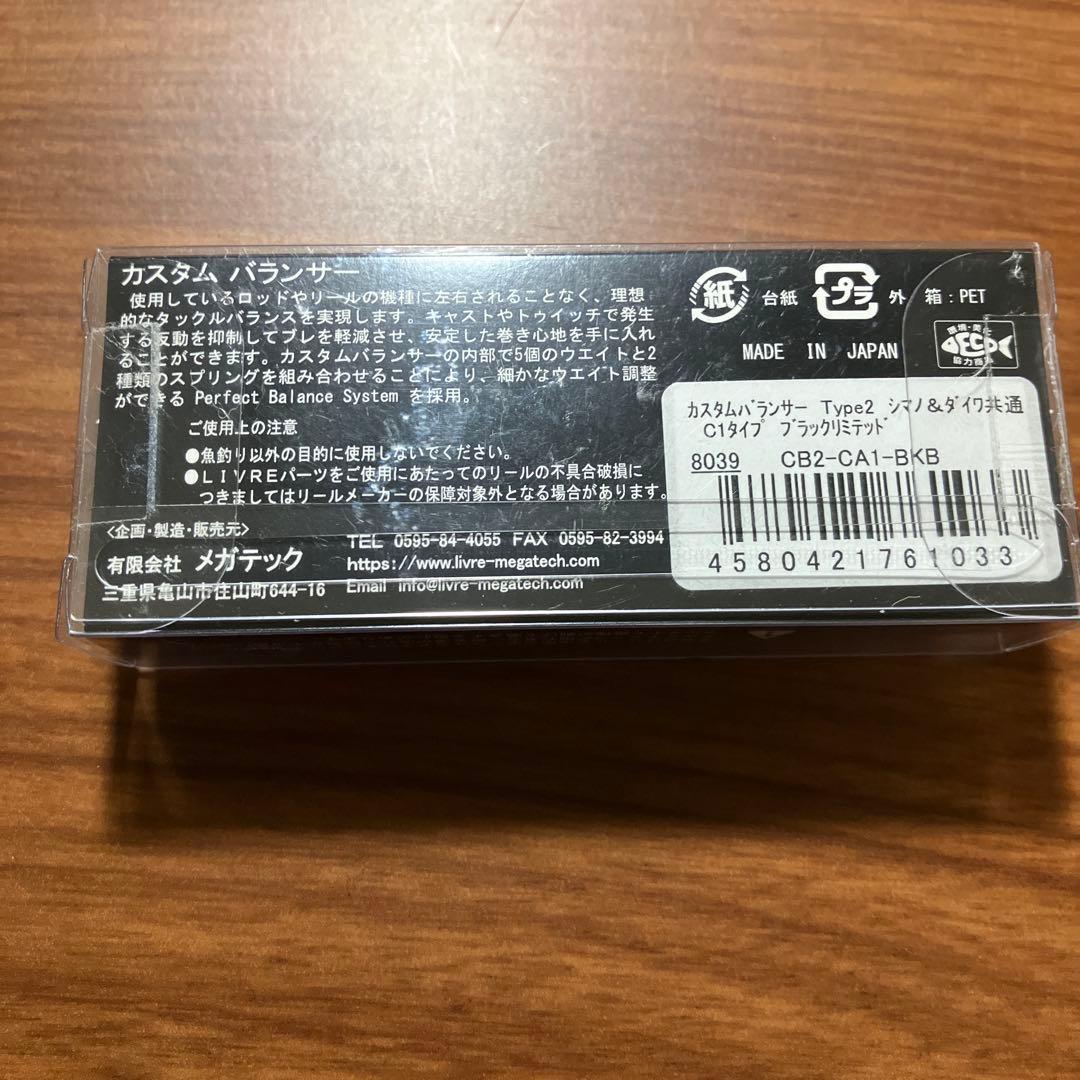 カスタム バランサー
使用しているロッドやリールの機種に左右されることなく、理想
的なタックルバランスを実現します。キャストやトゥイッチで発生
する反動を抑制してブレを軽減させ、安定した巻き心地を手に入れ
ることができます。カスタムバランサーの内部で5個のウエイトと2
種類のスプリングを組み合わせることにより、細かなウエイト調整
ができる Perfect Balance System を採用。
ご使用上の注意
●魚釣り以外の目的に使用しないでください。
●LIVREパーツをご使用にあたってのリールの不具合破損に
つきましてはリールメーカーの保障対象外となる場合があります。
<企画・製造・販売元>
有限会社 メガテック
三重県亀山市住山町644-16
TEL 0595-84-4055 FAX 0595-82-3994
https://www.livre-megatech.com
Email info@livre-megatech.com
紙 台紙 プラ 外 箱:PET
MADE IN JAPAN
環境・美化
ECO
協力商品
カスタムバランサー Type2 シマノ&ダイワ共通
C1タイプ ブラックリミテッド
8039 CB2-CA1-BKB
4580421761033